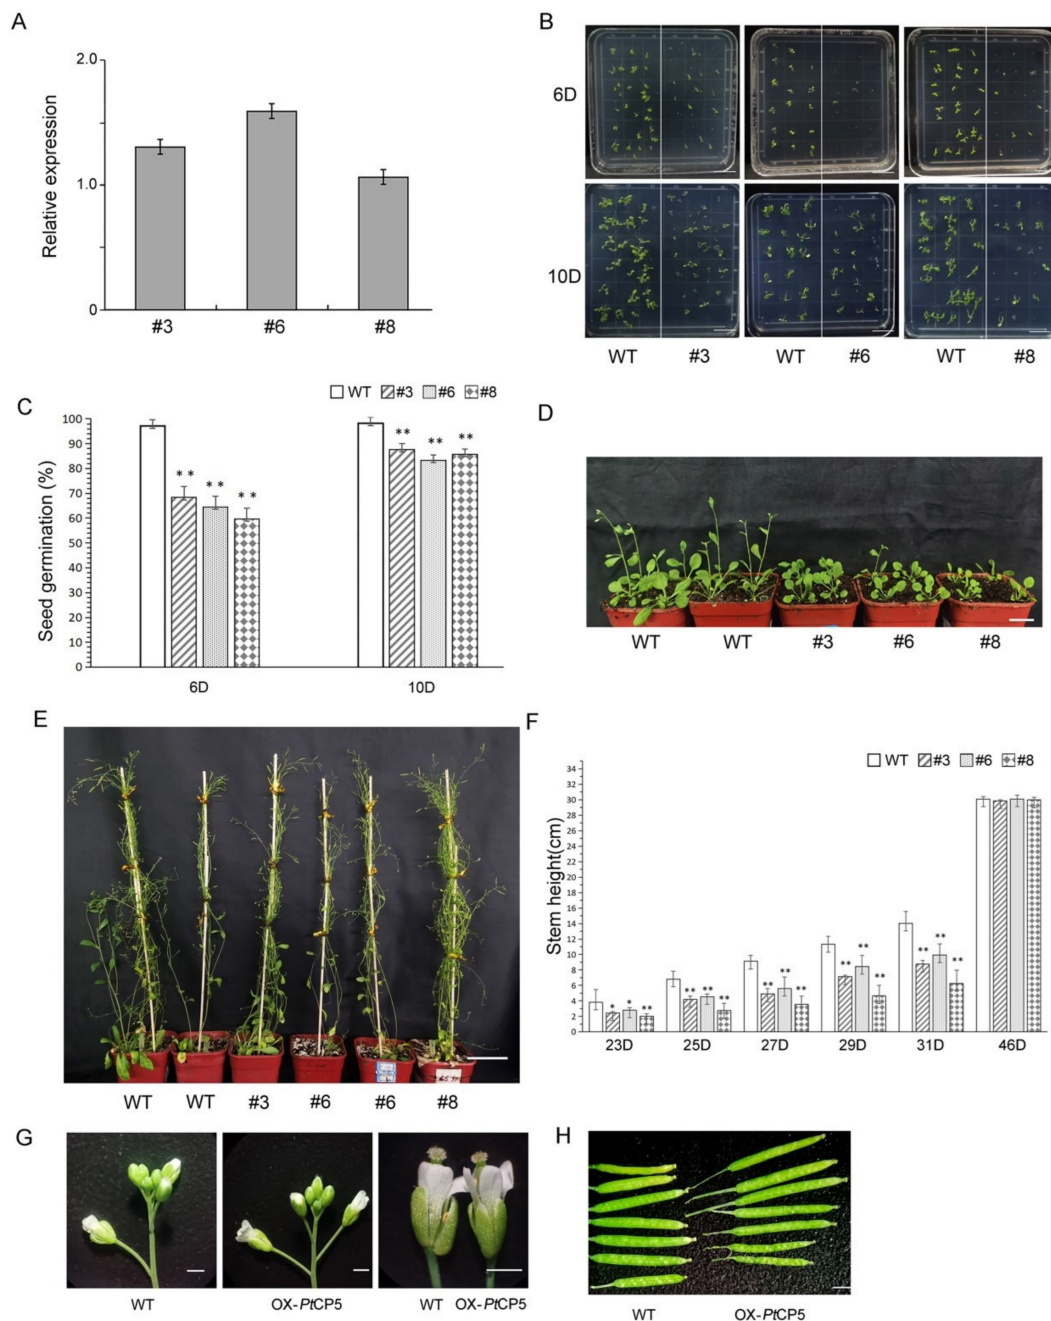 A
Relative expression
2.0
1.0
0
#3 #6 #8
B
6D
10D
WT #3 WT #6 WT #8
C
WT #3 #6 #8
Seed germination (%)
100
90
80
70
60
50
40
30
20
10
0
** ** ** ** ** **
6D 10D
D
WT WT #3 #6 #8
E
WT WT #3 #6 #6 #8
F
WT #3 #6 #8
Stem height(cm)
34
32
30
28
26
24
22
20
18
16
14
12
10
8
6
4
2
0
* * ** ** ** ** ** ** ** ** ** ** ** ** **
23D 25D 27D 29D 31D 46D
G
WT OX-PtCP5 WT OX-PtCP5
H
WT OX-PtCP5